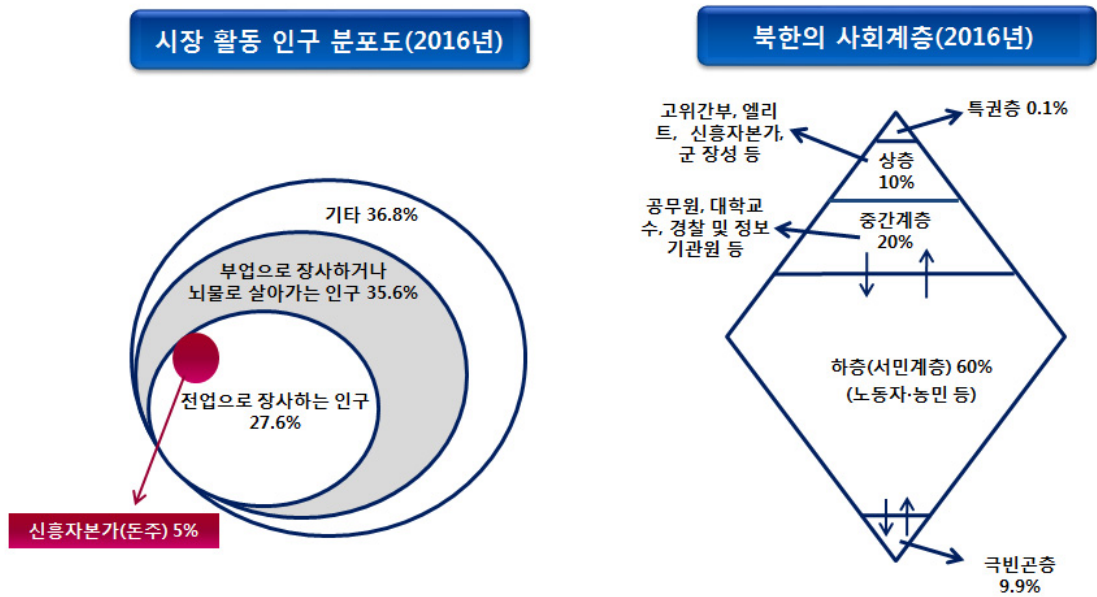 시장 활동 인구 분포도(2016년)
기타 36.8%
부업으로 장사하거나
뇌물로 살아가는 인구 35.6%
전업으로 장사하는 인구
27.6%
신흥자본가(돈주) 5%
북한의 사회계층(2016년)
고위간부, 엘리
트, 신흥자본가,
군 장성 등
특권층 0.1%
상층
10%
공무원, 대학교
수, 경찰 및 정보
기관원 등
중간계층
20%
하층(서민계층) 60%
(노동자·농민 등)
극빈곤층
9.9%